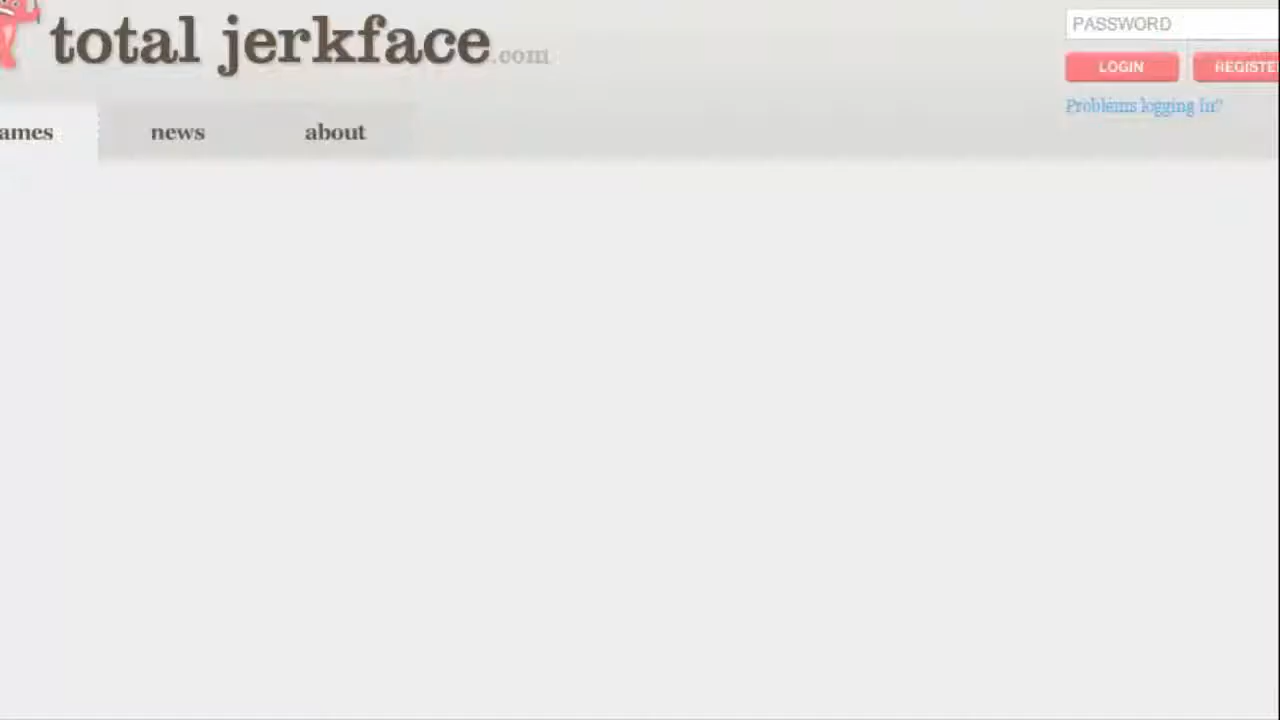 total jerkface.com
PASSWORD
LOGIN REGISTE
Problems logging in?
ames news about